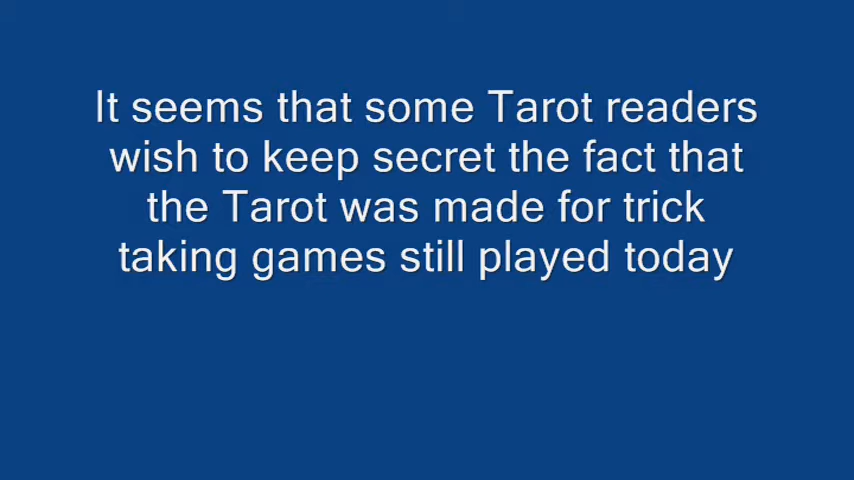 It seems that some Tarot readers
wish to keep secret the fact that
the Tarot was made for trick
taking games still played today